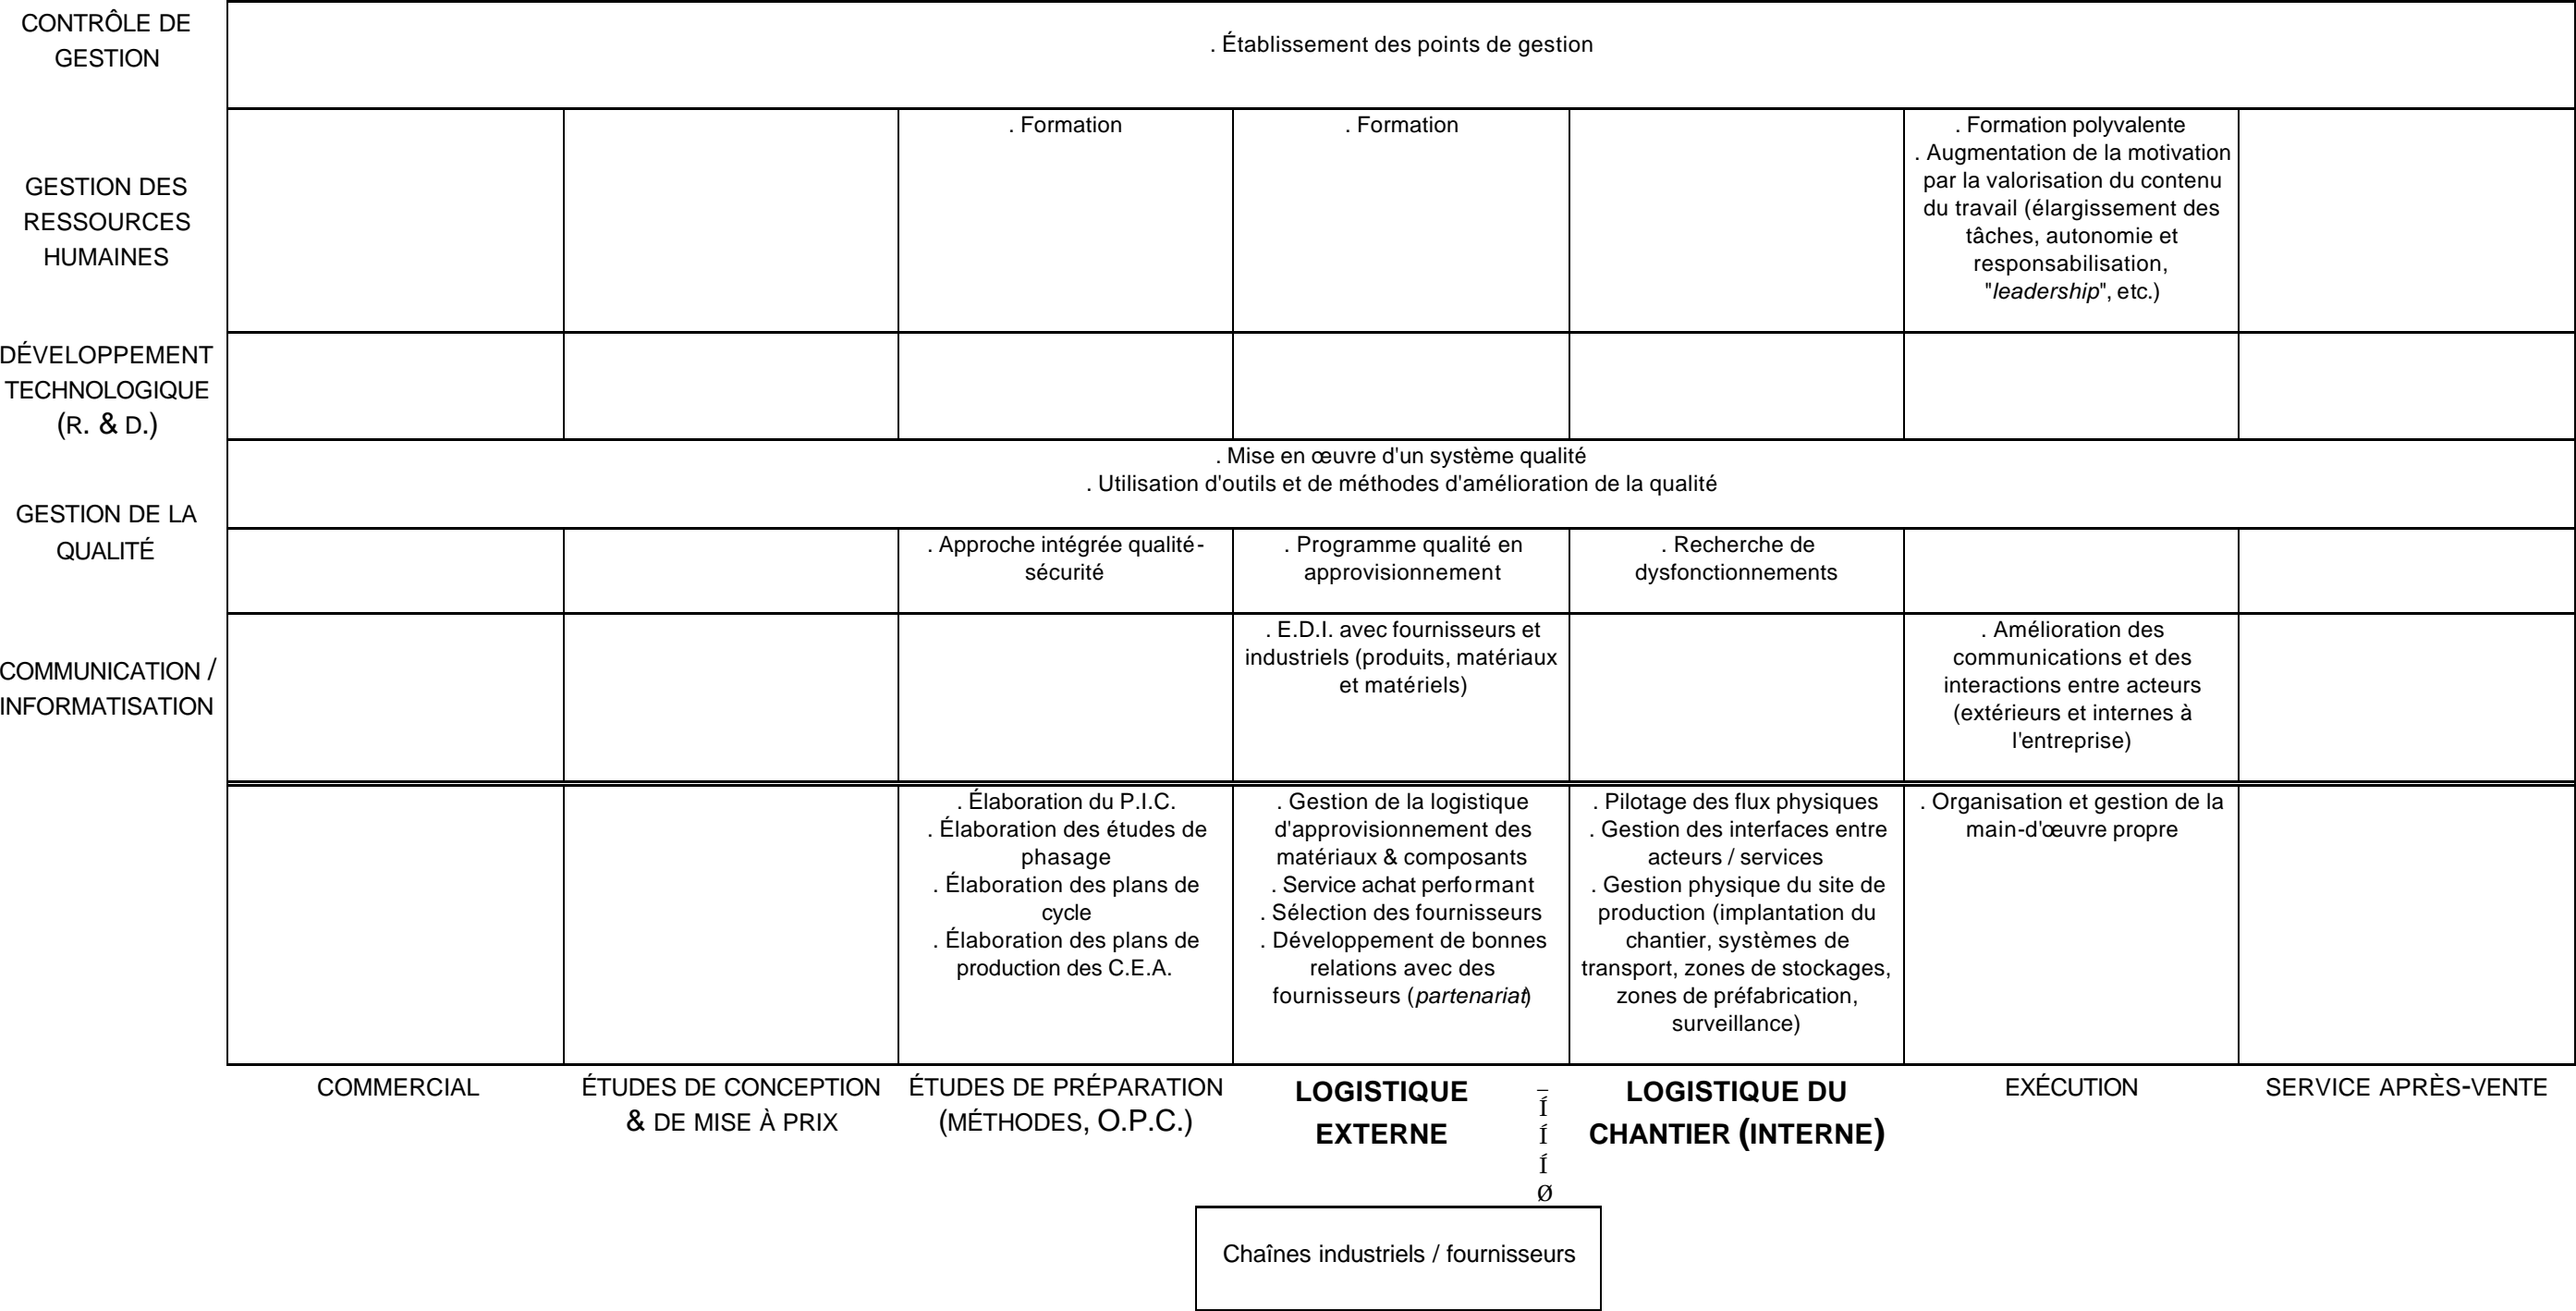 CONTRÔLE DE
GESTION
. Établissement des points de gestion
GESTION DES
RESSOURCES
HUMAINES
. Formation
. Formation
. Formation polyvalente
. Augmentation de la motivation
par la valorisation du contenu
du travail (élargissement des
tâches, autonomie et
responsabilisation,
"leadership", etc.)
DÉVELOPPEMENT
TECHNOLOGIQUE
(R. & D.)
GESTION DE LA
QUALITÉ
. Mise en œuvre d'un système qualité
. Utilisation d'outils et de méthodes d'amélioration de la qualité
. Approche intégrée qualité-
sécurité
. Programme qualité en
approvisionnement
. Recherche de
dysfonctionnements
COMMUNICATION /
INFORMATISATION
. E.D.I. avec fournisseurs et
industriels (produits, matériaux
et matériels)
. Amélioration des
communications et des
interactions entre acteurs
(extérieurs et internes à
l'entreprise)
. Élaboration du P.I.C.
. Élaboration des études de
phasage
. Élaboration des plans de
cycle
. Élaboration des plans de
production des C.E.A.
. Gestion de la logistique
d'approvisionnement des
matériaux & composants
. Service achat performant
. Sélection des fournisseurs
. Développement de bonnes
relations avec des
fournisseurs (partenariat)
. Pilotage des flux physiques
. Gestion des interfaces entre
acteurs / services
. Gestion physique du site de
production (implantation du
chantier, systèmes de
transport, zones de stockages,
zones de préfabrication,
surveillance)
. Organisation et gestion de la
main-d'œuvre propre
COMMERCIAL
ÉTUDES DE CONCEPTION
& DE MISE À PRIX
ÉTUDES DE PRÉPARATION
(MÉTHODES, O.P.C.)
LOGISTIQUE
EXTERNE
¯
Í
Í
Í
Ø
LOGISTIQUE DU
CHANTIER (INTERNE)
EXÉCUTION
SERVICE APRÈS-VENTE
Chaînes industriels / fournisseurs